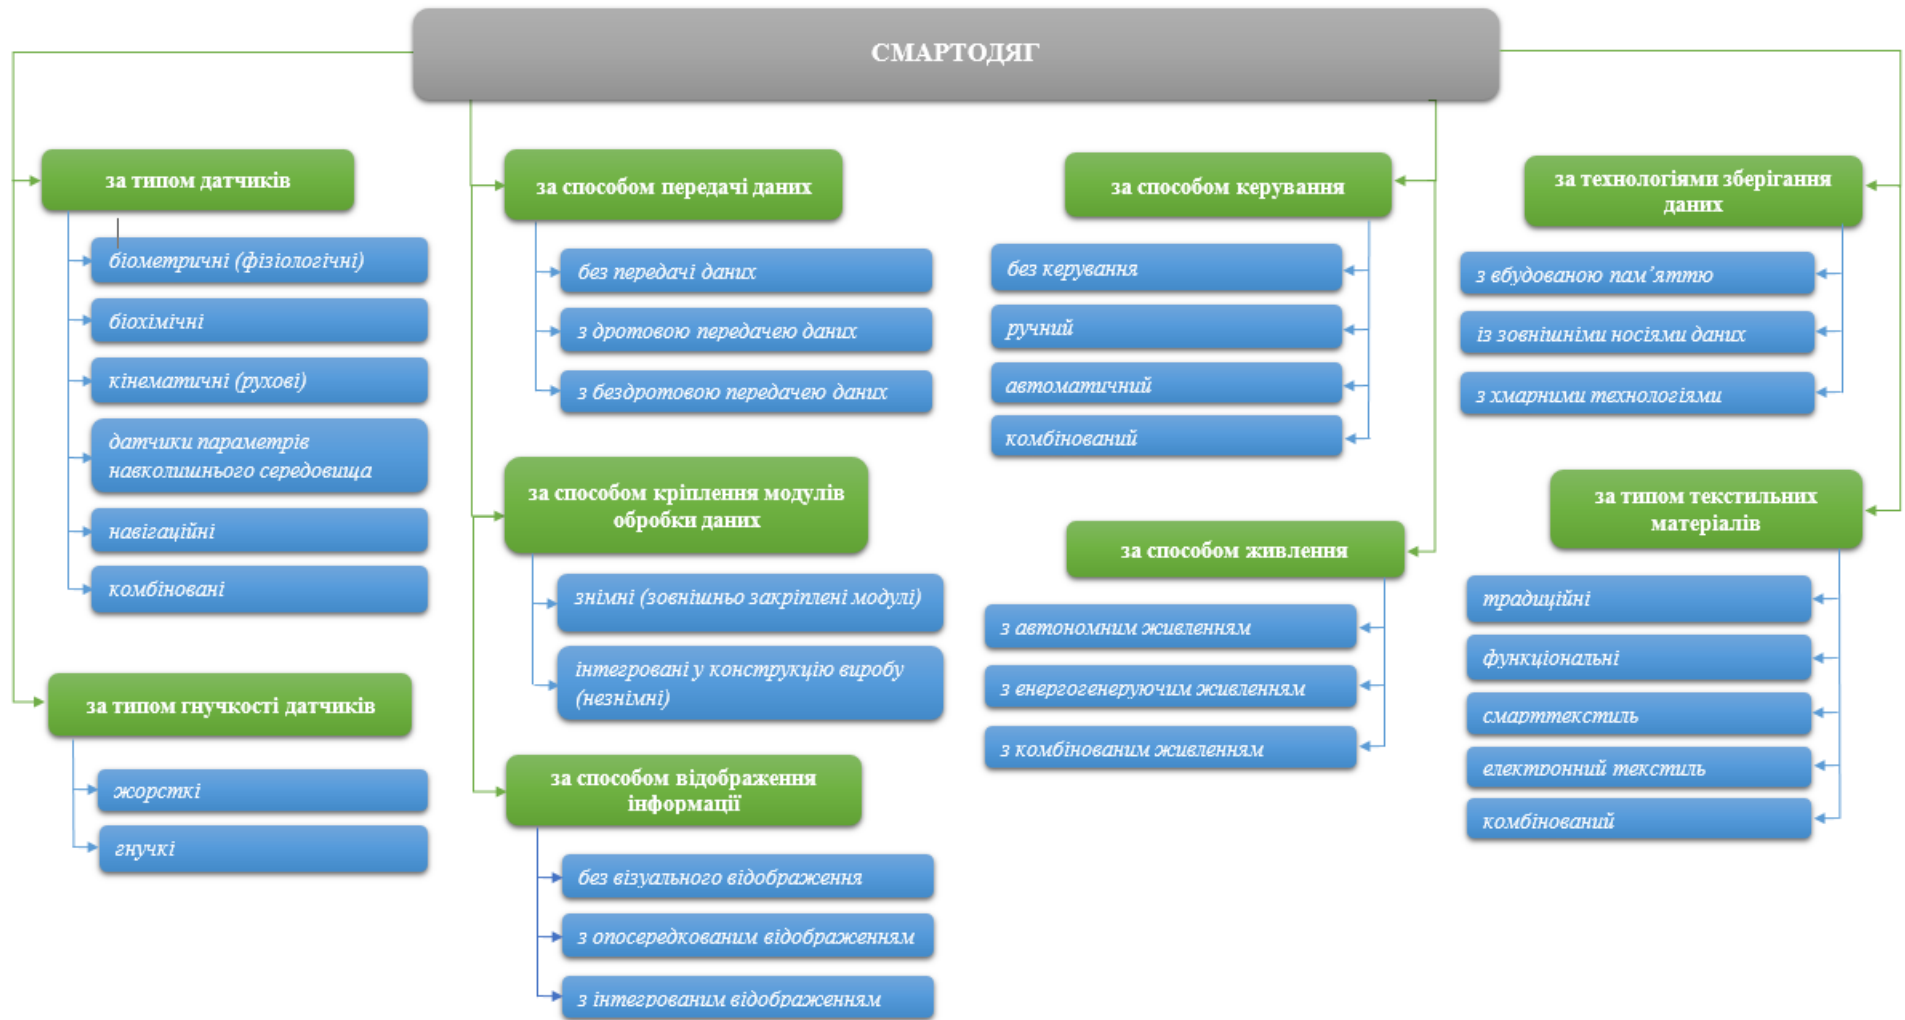 СМАРТОДЯГ
за типом датчиків
біометричні (фізіологічні)
біохімічні
кінематичні (рухові)
датчики параметрів
навколишнього середовища
навігаційні
комбіновані
за типом гнучкості датчиків
жорсткі
гнучкі
за способом передачі даних
без передачі даних
з дротовою передачею даних
з бездротовою передачею даних
за способом кріплення модулів
обробки даних
знімні (зовнішньо закріплені модулі)
інтегровані у конструкцію виробу
(незнімні)
за способом відображення
інформації
без візуального відображення
з опосередкованим відображенням
з інтегрованим відображенням
за способом керування
без керування
ручний
автоматичний
комбінований
за способом живлення
з автономним живленням
з енергогенеруючим живленням
з комбінованим живленням
за технологіями зберігання
даних
з вбудованою пам’яттю
із зовнішніми носіями даних
з хмарними технологіями
за типом текстильних
матеріалів
традиційні
функціональні
смарттекстиль
електронний текстиль
комбінований